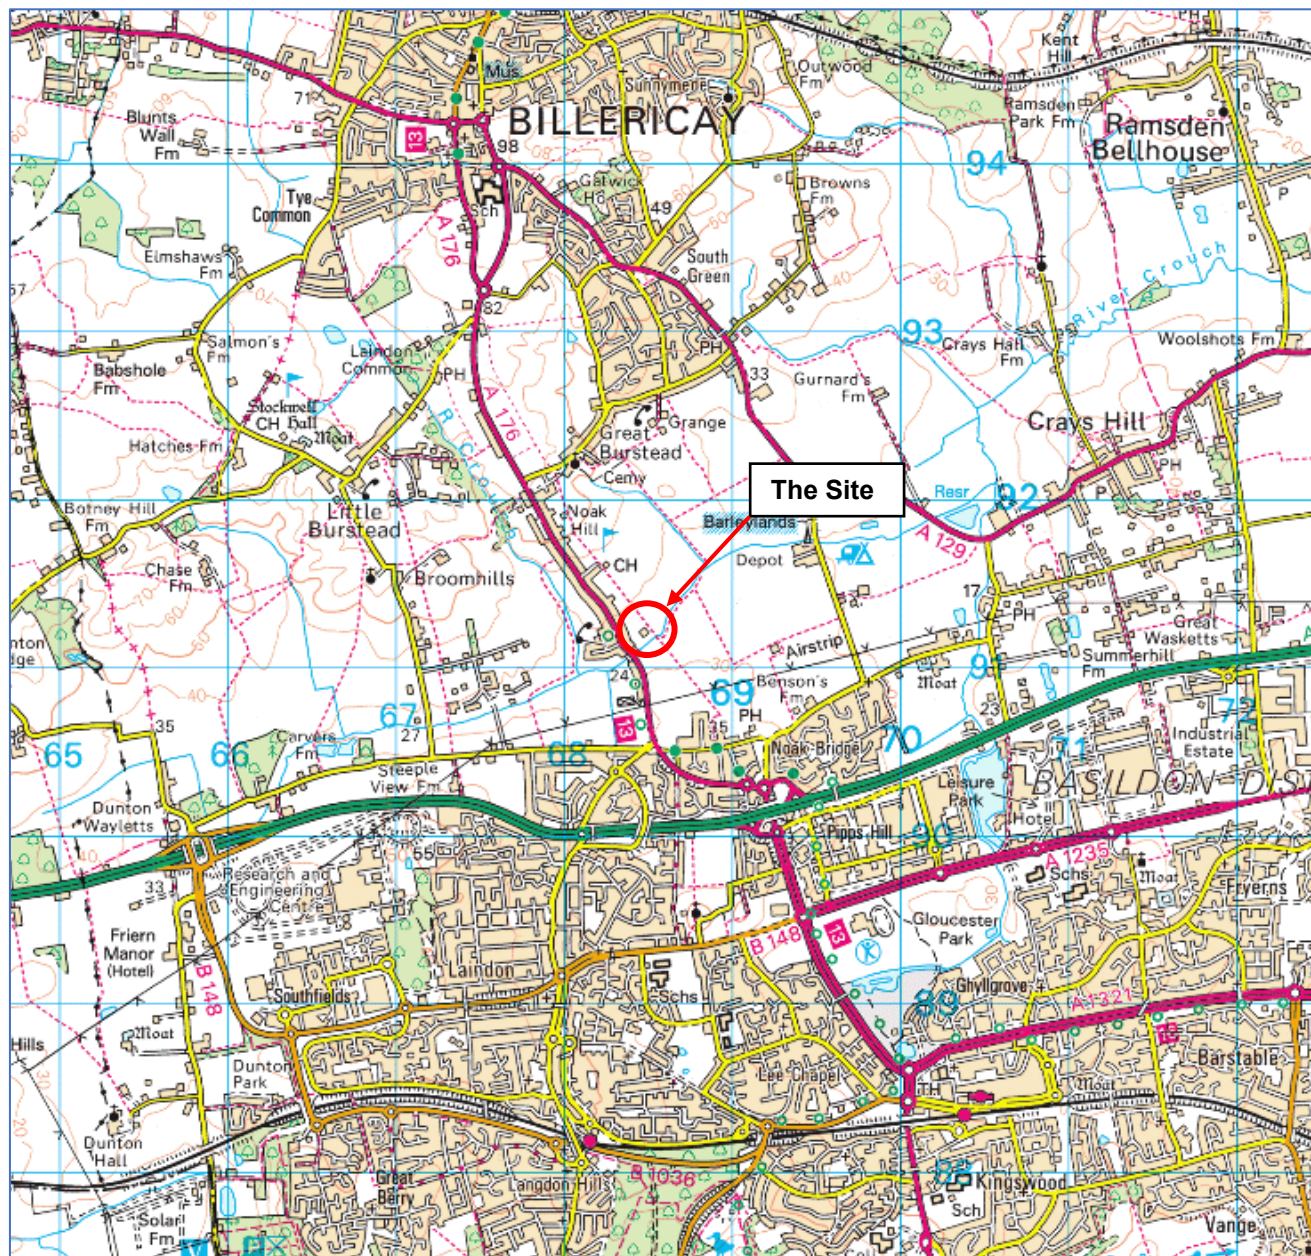 Kent
Hill
Mus
Sunnymede
Outwood
Fm
71
Blunts
Wall
Fm
13
BILLERICAY
Ramsden
Park Fm
Ramsden
Bellhouse
98
94
Tye
Common
Sch
Gatwick
Ho
Browns
Fm
P
A 176
49
South
Green
Elmshaws
Fm
River Crouch
57
82
93
Salmon's
Fm
Babshole
Fm
Laindon
Common
PH
PH
33
Crays Hall
Fm
Woolshots Fm
Gurnard's
Fm
Stockwell
CH Hall
Moat
A 176
R Crouch
Grange
Great
Burstead
Crays Hill
Hatches Fm
Cemy
The Site
PH
P
Resr
92
Botney Hill
Fm
Little
Burstead
Noak
Hill
Barleylands
A 129
Chase
Fm
Broomhills
CH
Depot
17
PH
Great
Wasketts
Airstrip
Summerhill
Fm
24
69
Benson's
Fm
Moat
91
67
27
13
PH
35
23
70
71
72
35
65
66
Carvers
Fm
68
Noak Bridge
Industrial
Estate
Steeple
View Fm
Leisure
Park
BASILDON DIS
Dunton
Wayletts
Hotel
Pipps Hill
90
55
A 1235
Schs
Moat
33
Research and
Engineering
Centre
Fryerns
Friern
Manor
(Hotel)
B 148
13
Gloucester
Park
B 148
Laindon
Southfields
Schs
Ghyllgrove
89
A 1321
13
Moat
Hills
Dunton
Park
Lee Chapel
Barstable
TH
Moat
Dunton
Hall
Great
Berry
Langdon Hills
B 1036
88
Kingswood
Sch
Solar
Fm
Vange